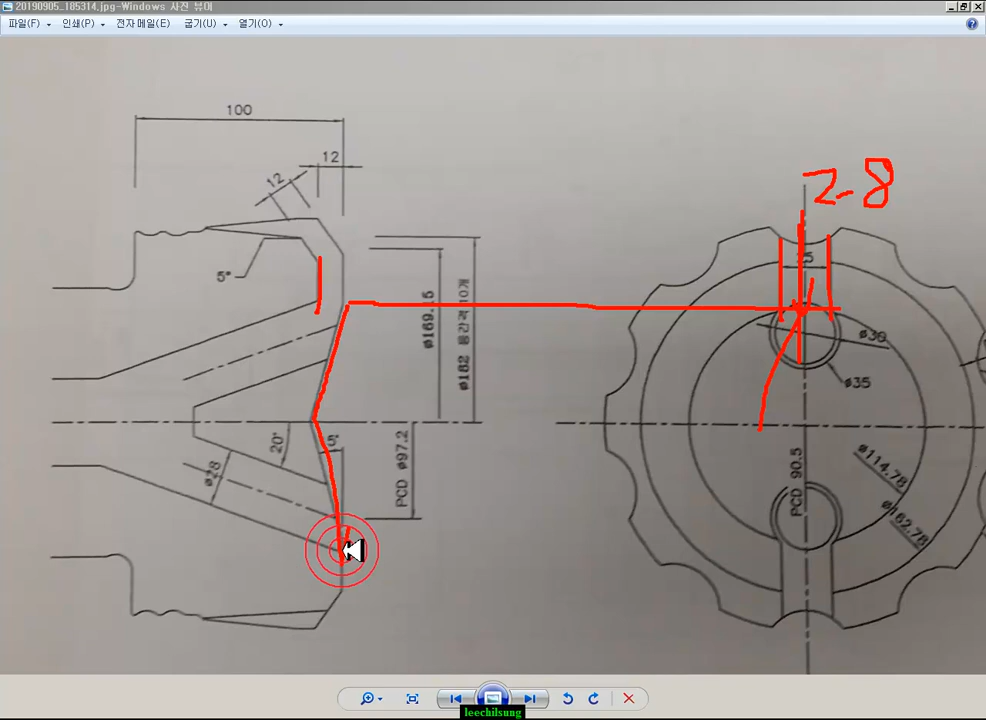 20190905_185314.jpg-Windows 사진 뷰어
파일(F) 인쇄(P) 전자 메일(E) 굽기(U) 열기(O)
100
12
12
2-8
5°
ø169.15
ø182 등간격 10개
ø30
ø35
20°
5°
ø28
PCD ø97.2
PCD 90.5
ø114.78
ø162.78
leechilsung